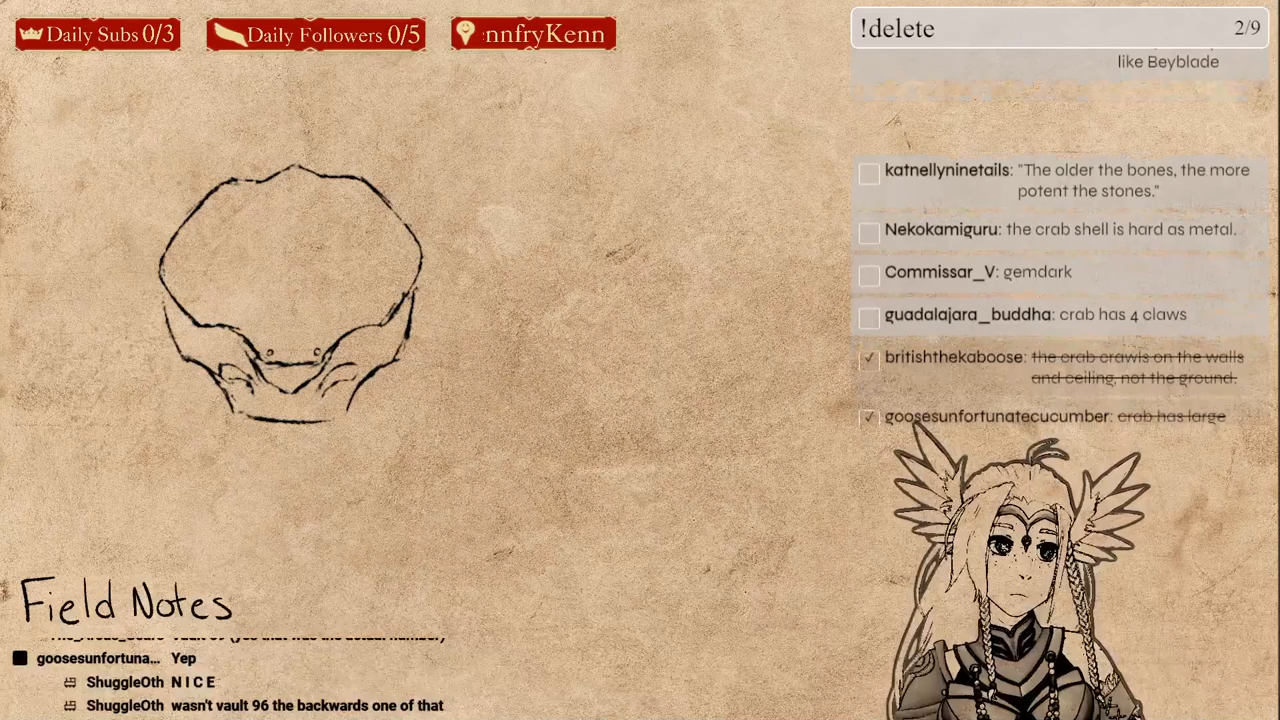 Daily Subs 0/3
Daily Followers 0/5
nnfryKenn
!delete 2/9
like Beyblade
katnellyninetails: "The older the bones, the more
potent the stones."
Nekokamiguru: the crab shell is hard as metal.
Commissar_V: gemdark
guadalajara_buddha: crab has 4 claws
britishthekaboose: the crab crawls on the walls
and ceiling, not the ground.
goosesunfortunatecucumber: crab has large
Field Notes
goosesunfortuna... Yep
ShuggleOth N I C E
ShuggleOth wasn't vault 96 the backwards one of that